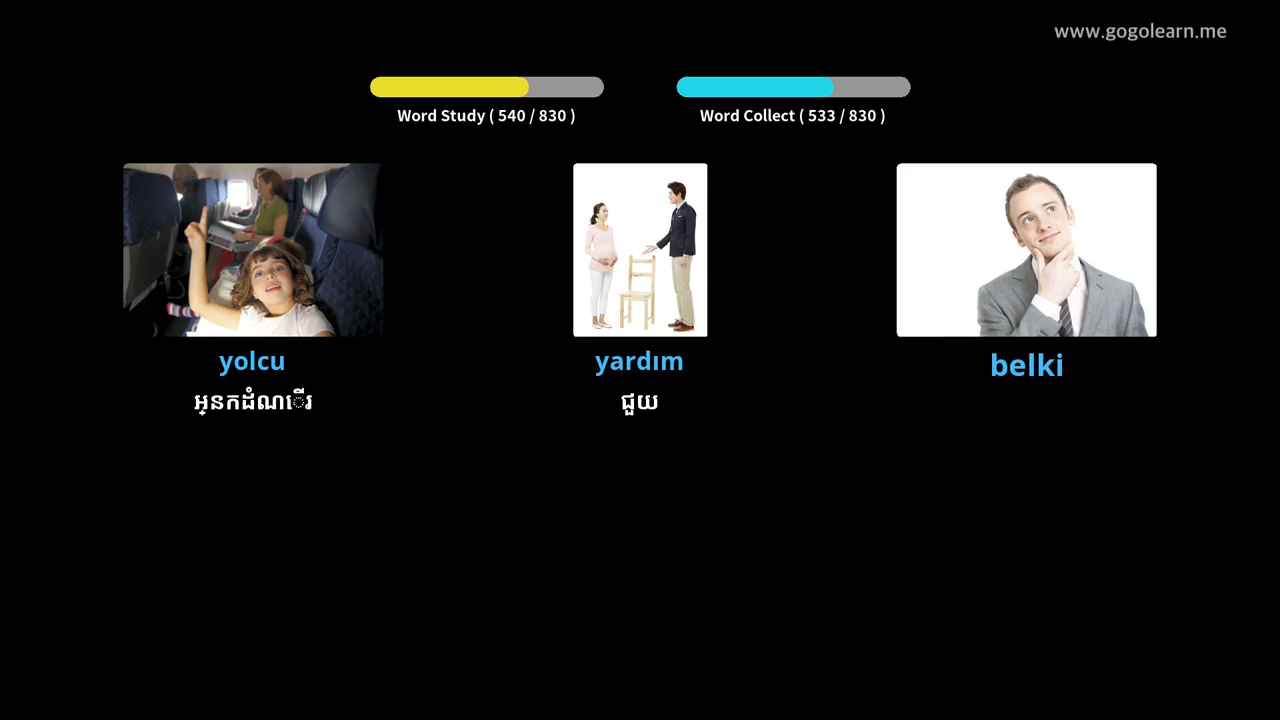 www.gogolearn.me
Word Study ( 540 / 830 )
Word Collect ( 533 / 830 )
yolcu
yardım
belki
អ្នកដំណើរ
ជួយ